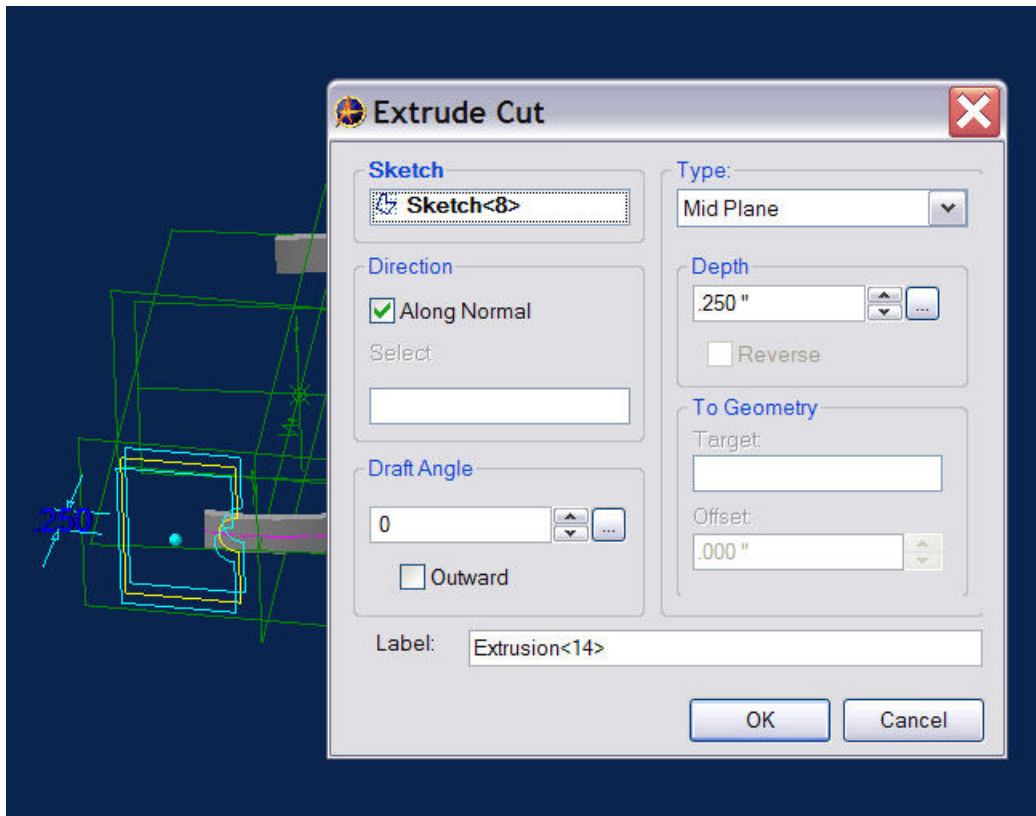 Extrude Cut
Sketch
Sketch<8>
Direction
Along Normal
Select
Draft Angle
0
...
Outward
Type:
Mid Plane
Depth
.250 "
...
Reverse
To Geometry
Target:
Offset:
.000 "
Label:
Extrusion<14>
OK
Cancel
.250